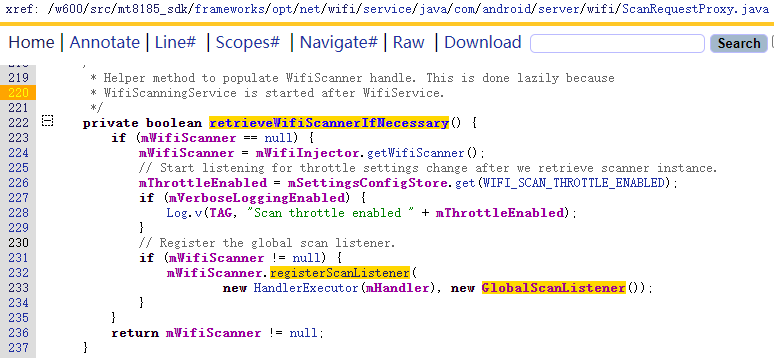 xref: /w600/src/mt8185_sdk/frameworks/opt/net/wifi/service/java/com/android/server/wifi/ScanRequestProxy.java
Home | Annotate | Line# | Scopes# | Navigate# | Raw | Download Search
219 * Helper method to populate WifiScanner handle. This is done lazily because
220 * WifiScanningService is started after WifiService.
221 */
222 private boolean retrieveWifiScannerIfNecessary() {
223 if (mWifiScanner == null) {
224 mWifiScanner = mWifiInjector.getWifiScanner();
225 // Start listening for throttle settings change after we retrieve scanner instance.
226 mThrottleEnabled = mSettingsConfigStore.get(WIFI_SCAN_THROTTLE_ENABLED);
227 if (mVerboseLoggingEnabled) {
228 Log.v(TAG, "Scan throttle enabled " + mThrottleEnabled);
229 }
230 // Register the global scan listener.
231 if (mWifiScanner != null) {
232 mWifiScanner.registerScanListener(
233 new HandlerExecutor(mHandler), new GlobalScanListener());
234 }
235 }
236 return mWifiScanner != null;
237 }